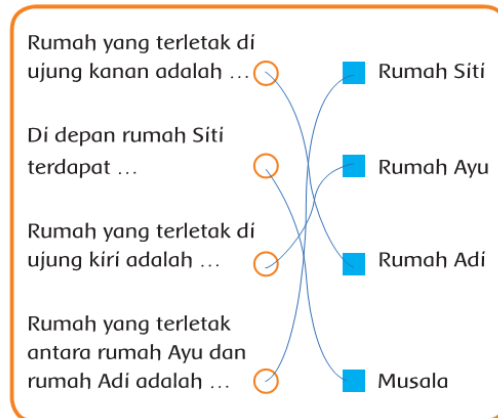 Rumah yang terletak di
ujung kanan adalah ...
Rumah Siti
Di depan rumah Siti
terdapat ...
Rumah Ayu
Rumah yang terletak di
ujung kiri adalah ...
Rumah Adi
Rumah yang terletak
antara rumah Ayu dan
rumah Adi adalah ...
Musala